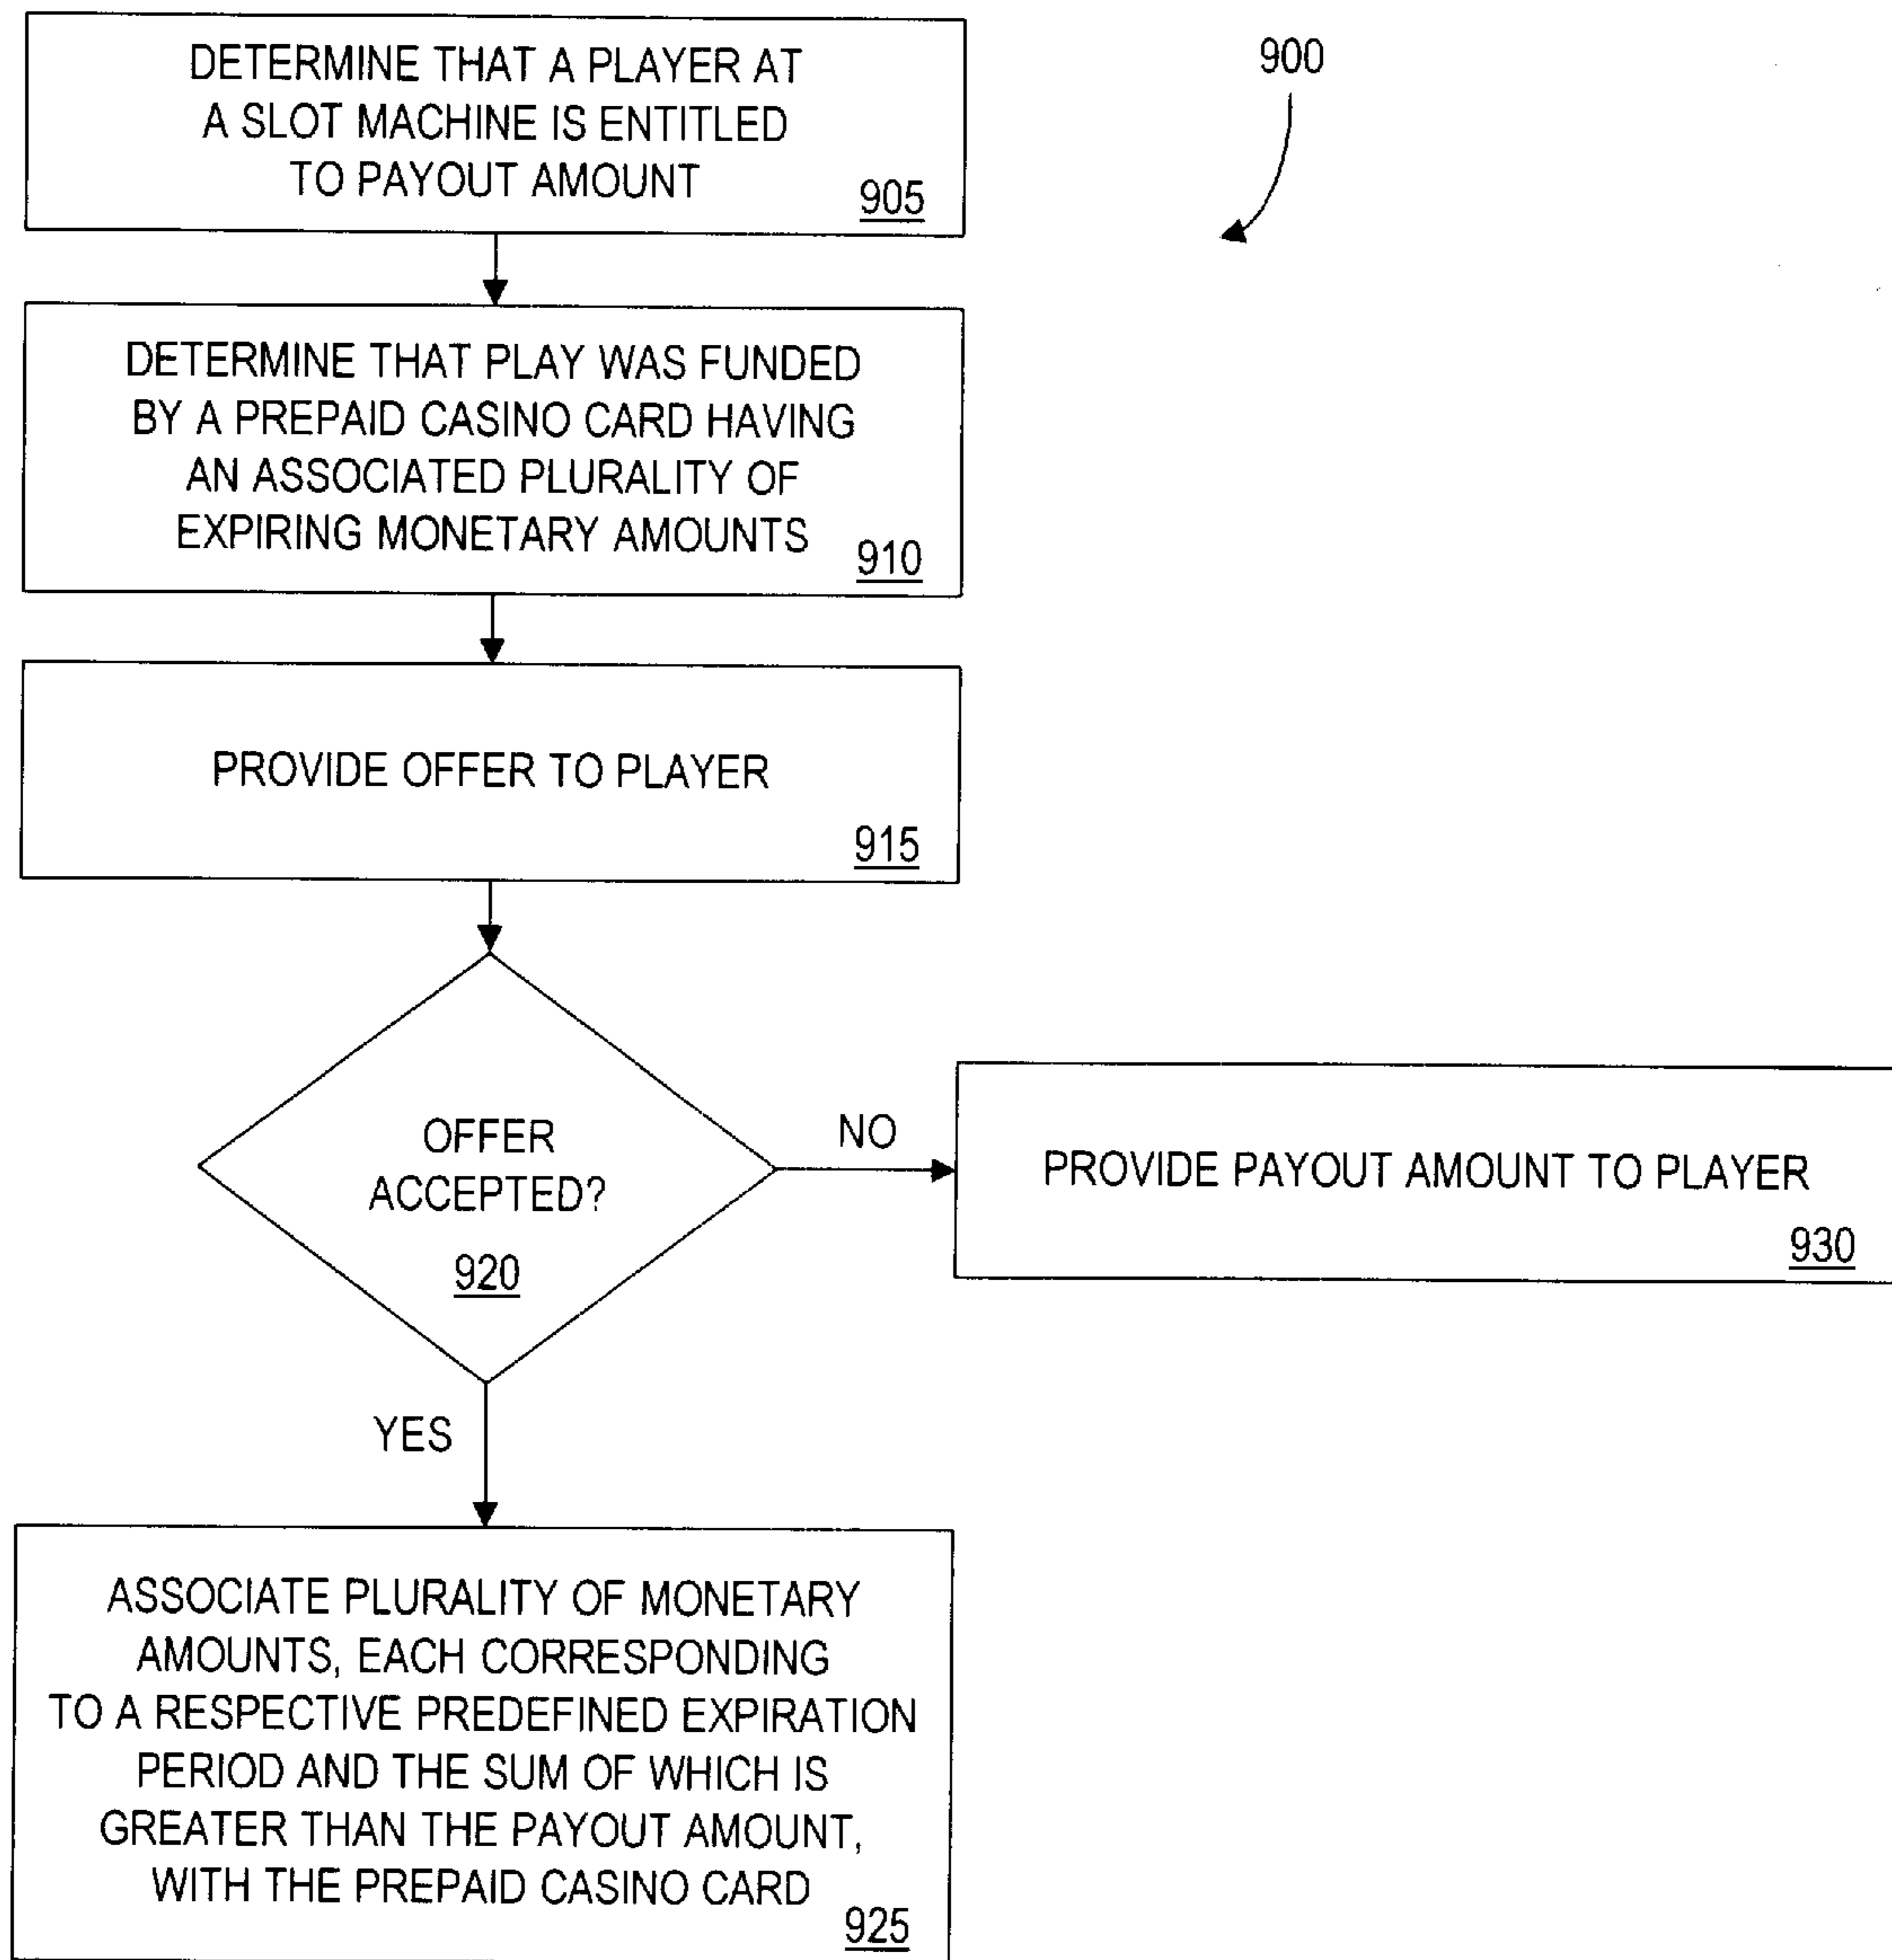 DETERMINE THAT A PLAYER AT
A SLOT MACHINE IS ENTITLED
TO PAYOUT AMOUNT
905
900
DETERMINE THAT PLAY WAS FUNDED
BY A PREPAID CASINO CARD HAVING
AN ASSOCIATED PLURALITY OF
EXPIRING MONETARY AMOUNTS
910
PROVIDE OFFER TO PLAYER
915
OFFER
ACCEPTED?
920
NO
PROVIDE PAYOUT AMOUNT TO PLAYER
930
YES
ASSOCIATE PLURALITY OF MONETARY
AMOUNTS, EACH CORRESPONDING
TO A RESPECTIVE PREDEFINED EXPIRATION
PERIOD AND THE SUM OF WHICH IS
GREATER THAN THE PAYOUT AMOUNT,
WITH THE PREPAID CASINO CARD
925